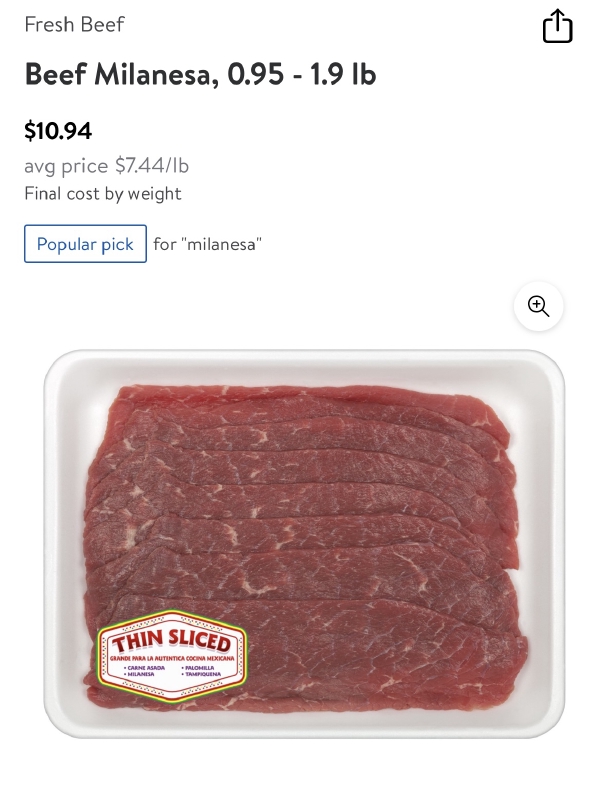 Fresh Beef
Beef Milanesa, 0.95 - 1.9 lb
$10.94
avg price $7.44/lb
Final cost by weight
Popular pick for "milanesa"
THIN SLICED
GRANDE PARA LA AUTENTICA COCINA MEXICANA
• CARNE ASADA • PALOMILLA
• MILANESA • TAMPIQUENA